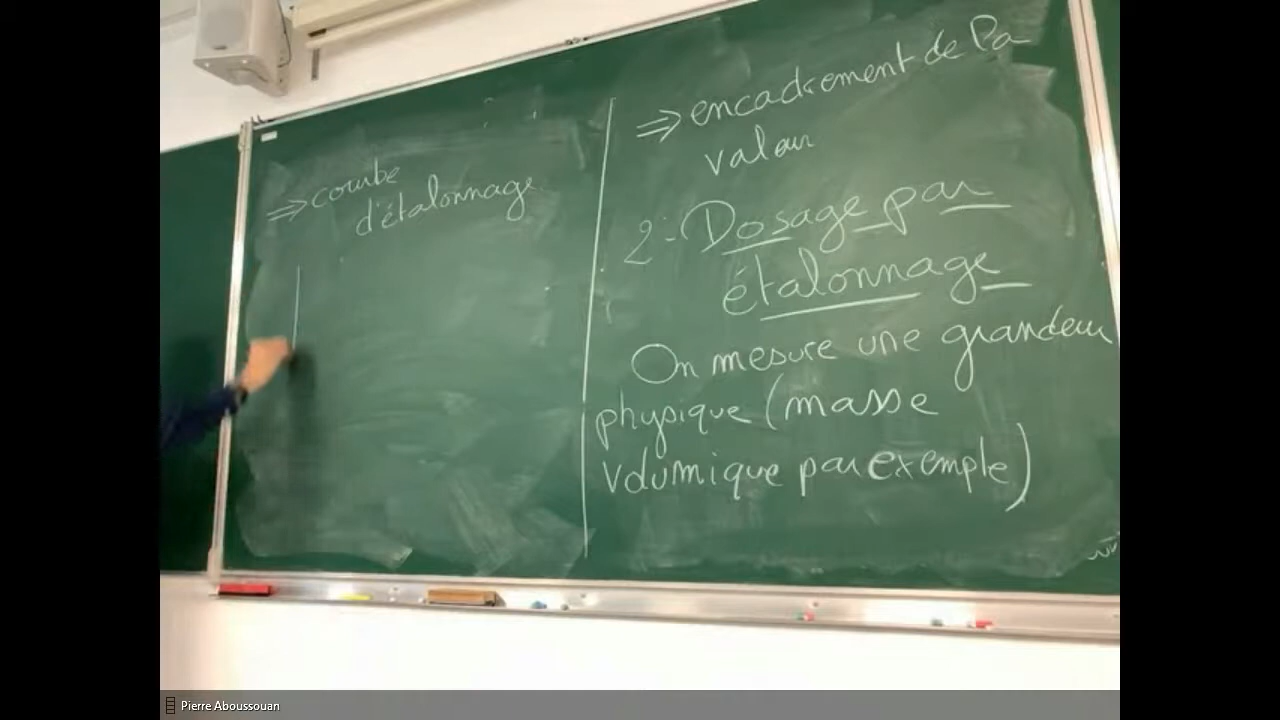 ⇒ courbe
d'étalonnage
⇒ encadrement de la
valeur
2 - Dosage par
étalonnage
On mesure une grandeur
physique (masse
volumique par exemple)
Pierre Aboussouan